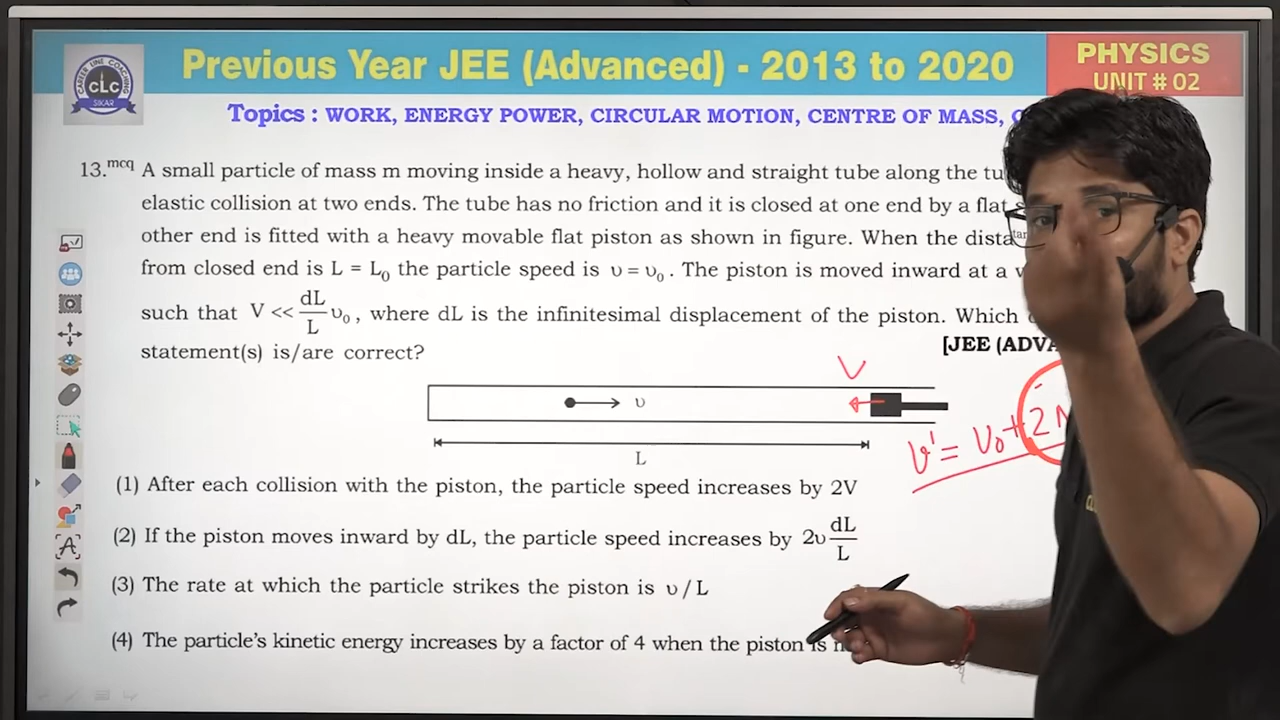 CAREER LINE COACHING
CLC
SIKAR
Previous Year JEE (Advanced) - 2013 to 2020
PHYSICS
UNIT # 02
Topics : WORK, ENERGY POWER, CIRCULAR MOTION, CENTRE OF MASS,
13.mcq A small particle of mass m moving inside a heavy, hollow and straight tube along the
elastic collision at two ends. The tube has no friction and it is closed at one end by a flat
other end is fitted with a heavy movable flat piston as shown in figure. When the
from closed end is L = L₀ the particle speed is υ = υ₀. The piston is moved inward at a
such that V << dL/L υ₀, where dL is the infinitesimal displacement of the piston. Which
statement(s) is/are correct?
[JEE
V
υ
L
υ' = υ₀ + 2
(1) After each collision with the piston, the particle speed increases by 2V
(2) If the piston moves inward by dL, the particle speed increases by 2υ dL/L
(3) The rate at which the particle strikes the piston is υ/L
(4) The particle's kinetic energy increases by a factor of 4 when the piston is